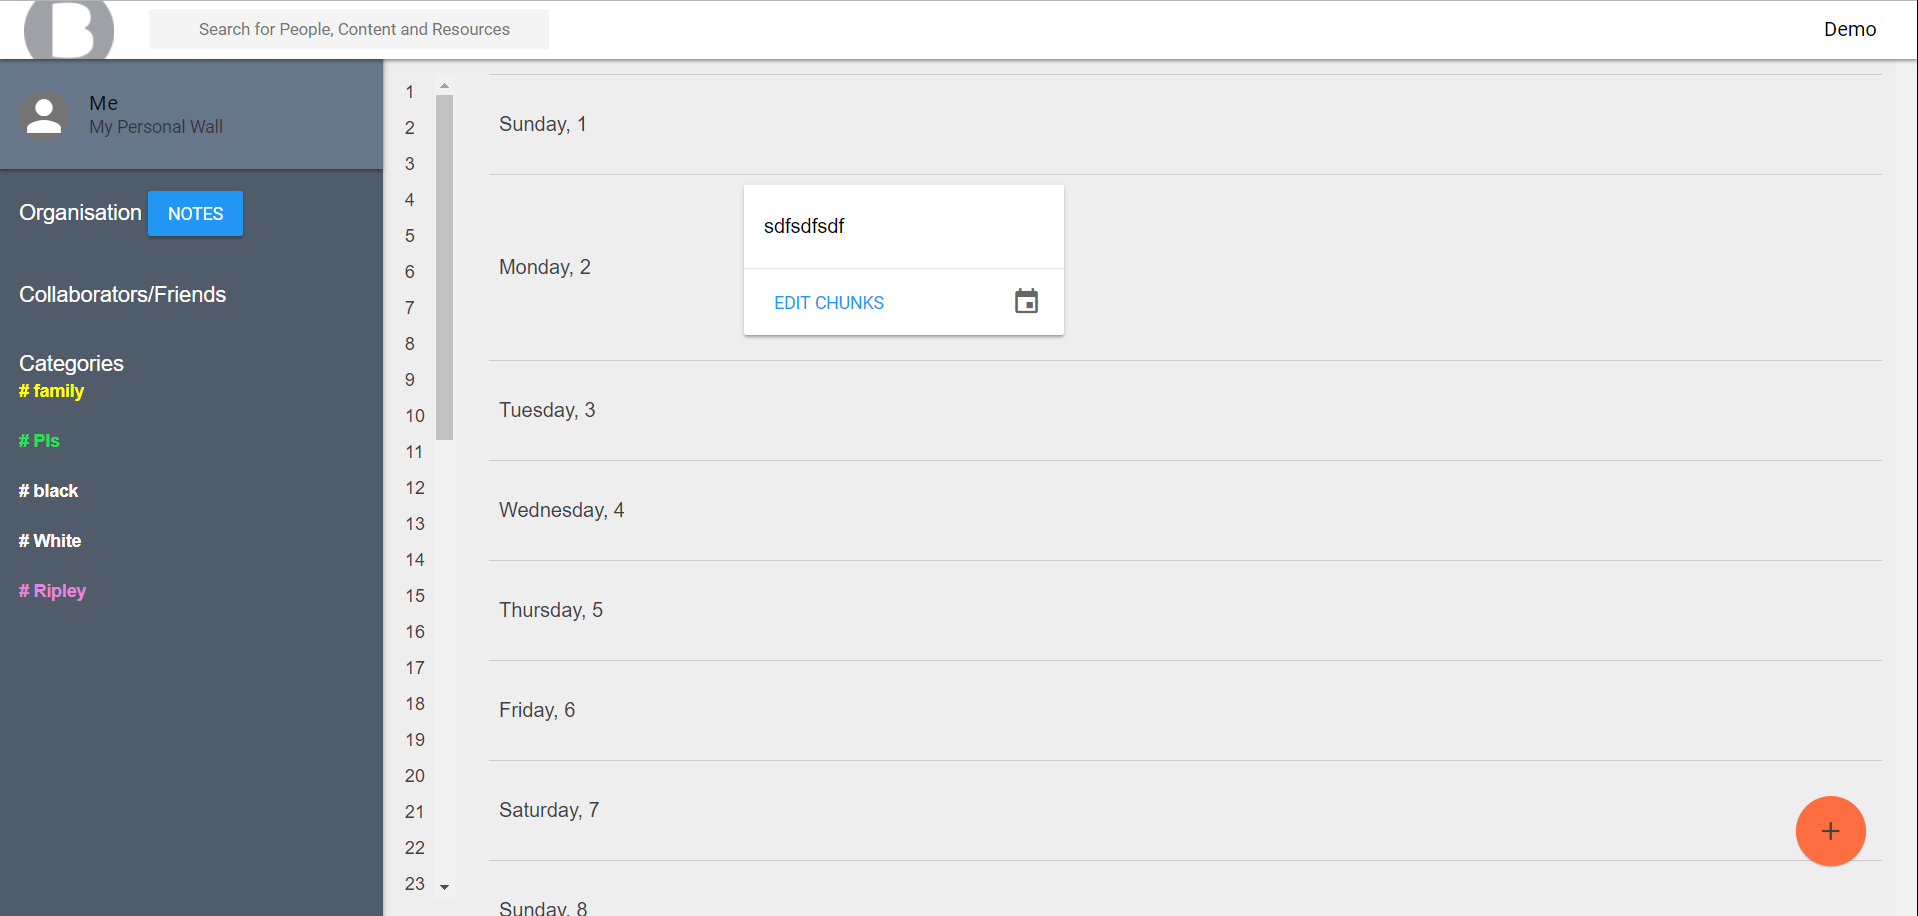 B
Search for People, Content and Resources
Demo
Me
My Personal Wall
Organisation NOTES
Collaborators/Friends
Categories
# family
# Pls
# black
# White
# Ripley
1
2
3
4
5
6
7
8
9
10
11
12
13
14
15
16
17
18
19
20
21
22
23
Sunday, 1
Monday, 2
sdfsdfsdf
EDIT CHUNKS
Tuesday, 3
Wednesday, 4
Thursday, 5
Friday, 6
Saturday, 7
Sunday, 8